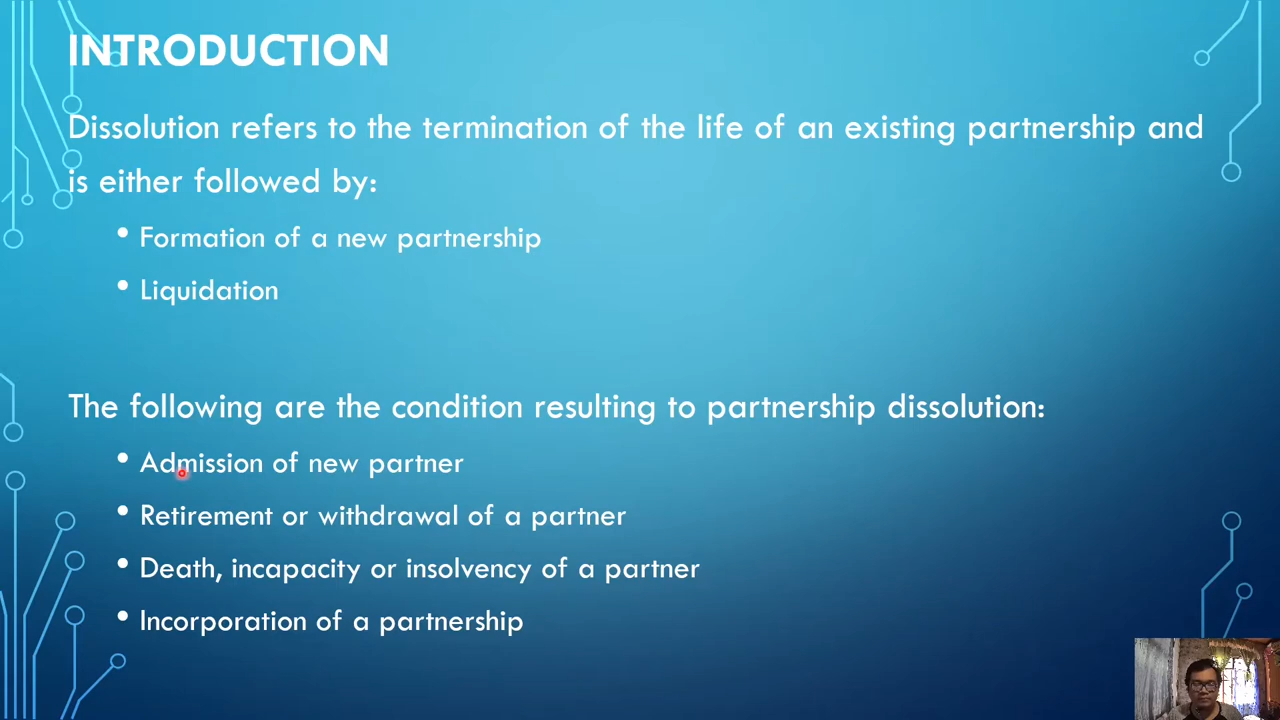 INTRODUCTION
Dissolution refers to the termination of the life of an existing partnership and
is either followed by:
• Formation of a new partnership
• Liquidation
The following are the condition resulting to partnership dissolution:
• Admission of new partner
• Retirement or withdrawal of a partner
• Death, incapacity or insolvency of a partner
• Incorporation of a partnership